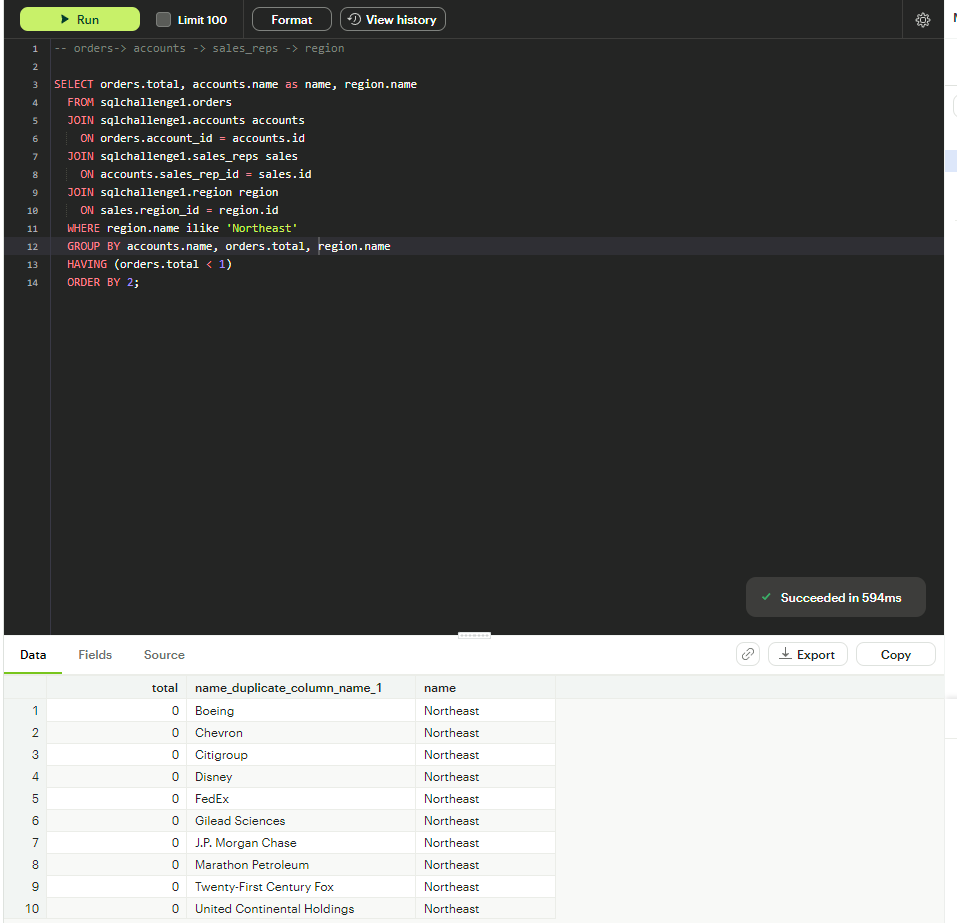 Run Limit 100 Format View history
1 -- orders-> accounts -> sales_reps -> region
2
3 SELECT orders.total, accounts.name as name, region.name
4 FROM sqlchallenge1.orders
5 JOIN sqlchallenge1.accounts accounts
6 ON orders.account_id = accounts.id
7 JOIN sqlchallenge1.sales_reps sales
8 ON accounts.sales_rep_id = sales.id
9 JOIN sqlchallenge1.region region
10 ON sales.region_id = region.id
11 WHERE region.name ilike 'Northeast'
12 GROUP BY accounts.name, orders.total, region.name
13 HAVING (orders.total < 1)
14 ORDER BY 2;
Succeeded in 594ms
Data Fields Source Export Copy
total name_duplicate_column_name_1 name
1 0 Boeing Northeast
2 0 Chevron Northeast
3 0 Citigroup Northeast
4 0 Disney Northeast
5 0 FedEx Northeast
6 0 Gilead Sciences Northeast
7 0 J.P. Morgan Chase Northeast
8 0 Marathon Petroleum Northeast
9 0 Twenty-First Century Fox Northeast
10 0 United Continental Holdings Northeast